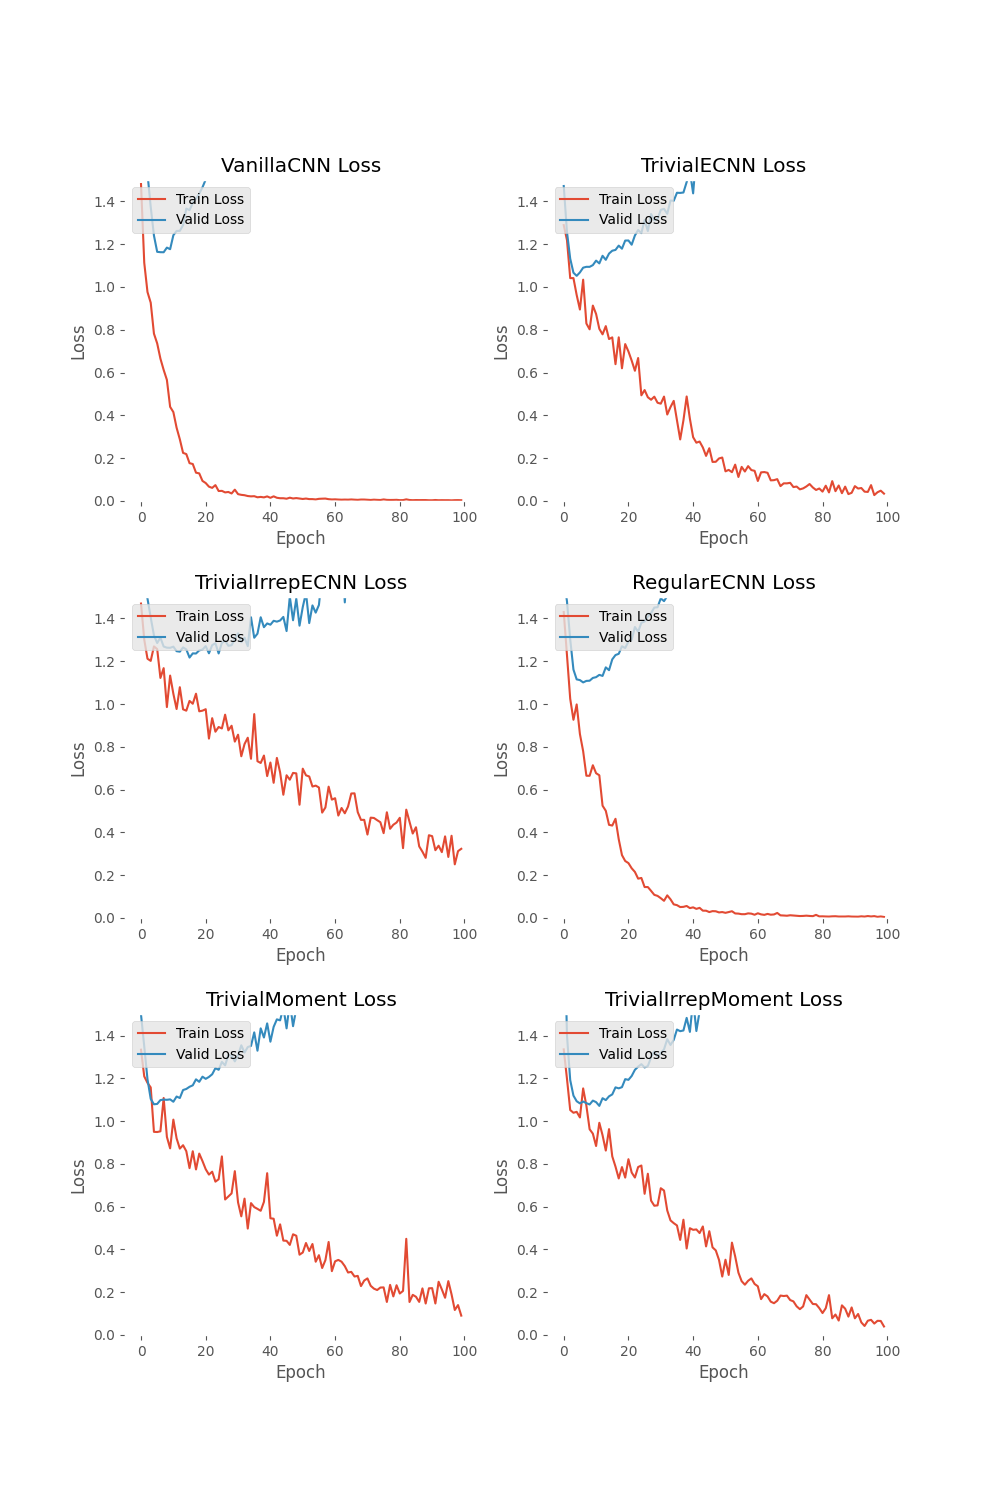 VanillaCNN Loss
TrivialECNN Loss
1.4
1.2
1.0
0.8
0.6
0.4
0.2
0.0
Loss
Train Loss
Valid Loss
0 20 40 60 80 100
Epoch
1.4
1.2
1.0
0.8
0.6
0.4
0.2
0.0
Loss
Train Loss
Valid Loss
0 20 40 60 80 100
Epoch
TrivialIrrepECNN Loss
RegularECNN Loss
1.4
1.2
1.0
0.8
0.6
0.4
0.2
0.0
Loss
Train Loss
Valid Loss
0 20 40 60 80 100
Epoch
1.4
1.2
1.0
0.8
0.6
0.4
0.2
0.0
Loss
Train Loss
Valid Loss
0 20 40 60 80 100
Epoch
TrivialMoment Loss
TrivialIrrepMoment Loss
1.4
1.2
1.0
0.8
0.6
0.4
0.2
0.0
Loss
Train Loss
Valid Loss
0 20 40 60 80 100
Epoch
1.4
1.2
1.0
0.8
0.6
0.4
0.2
0.0
Loss
Train Loss
Valid Loss
0 20 40 60 80 100
Epoch